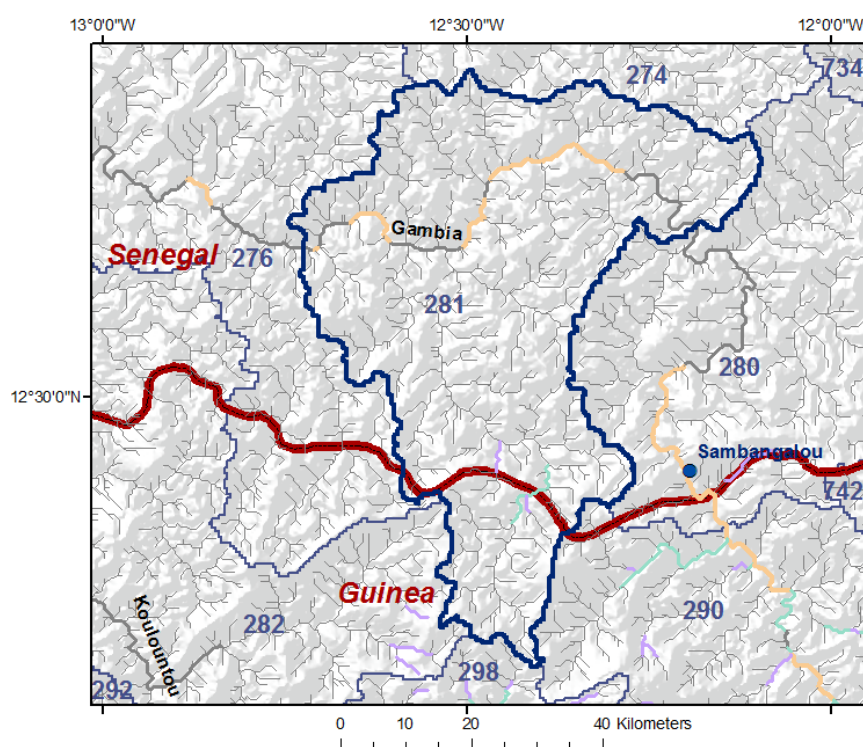 13°0'0"W
12°30'0"W
12°0'0"W
274
734
Gambia
Senegal
276
281
280
12°30'0"N
Sambangalou
742
Guinea
290
282
Koulountou
298
292
0
10
20
40 Kilometers